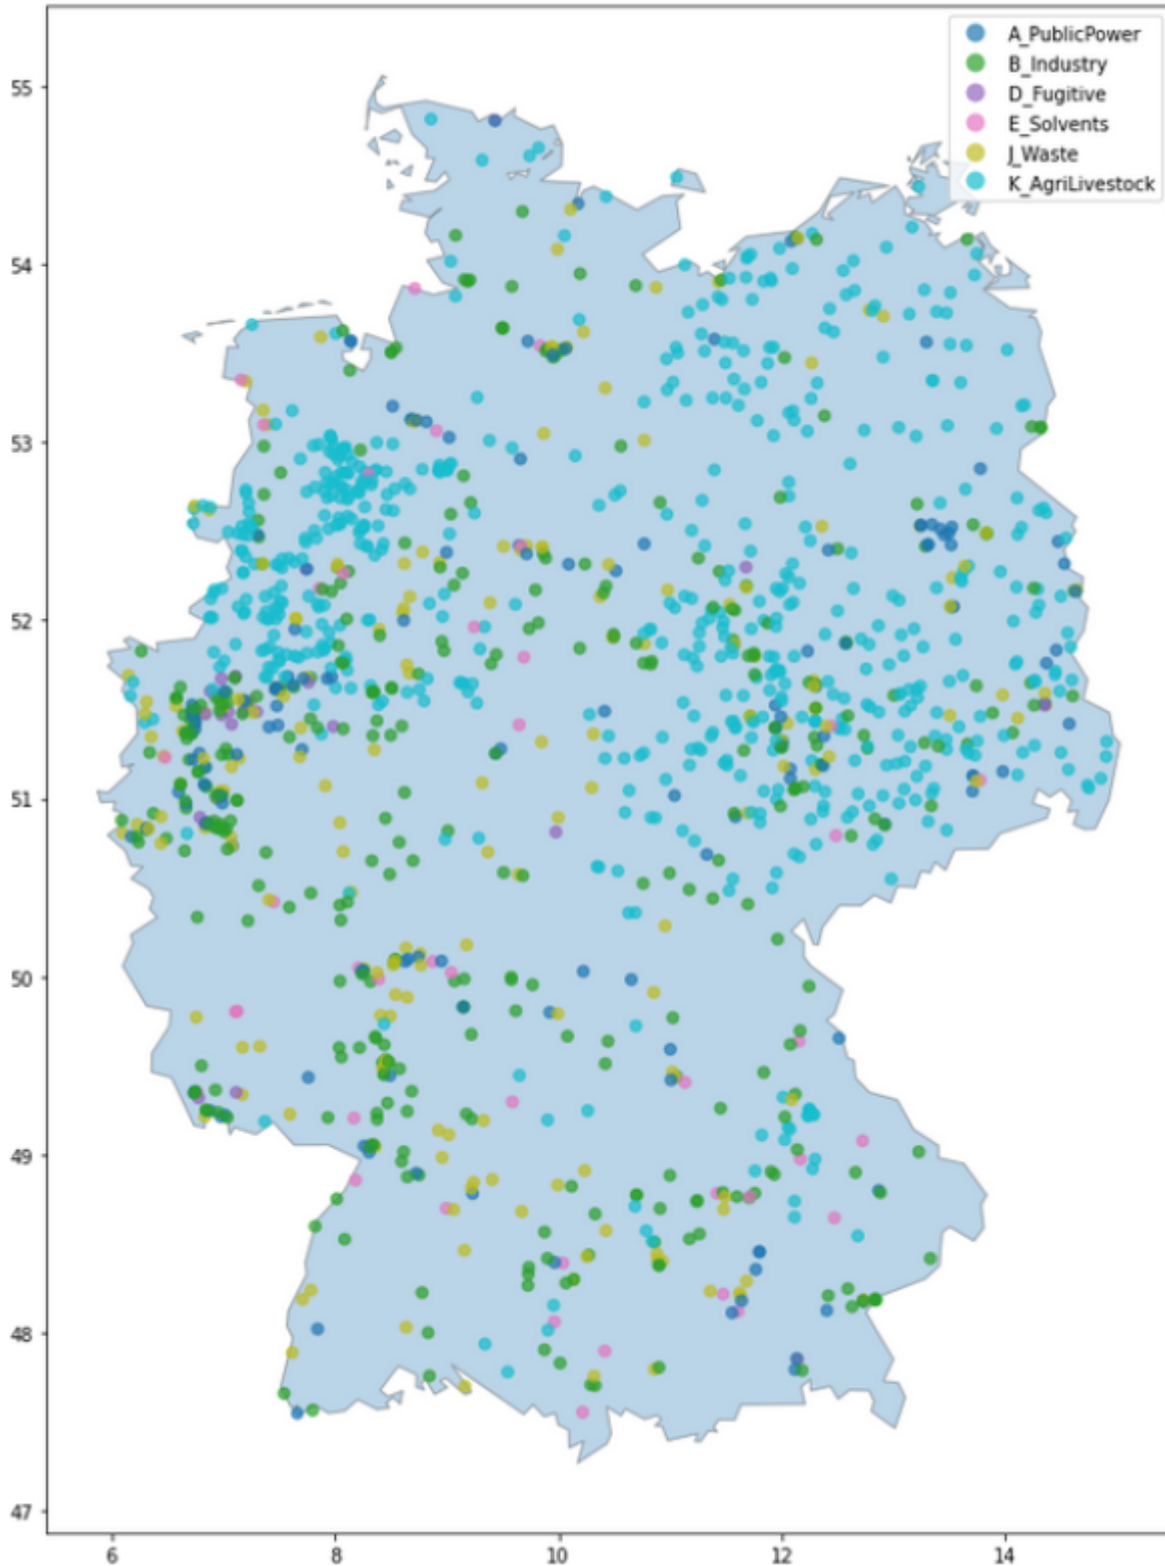 A_PublicPower
B_Industry
D_Fugitive
E_Solvents
J_Waste
K_AgriLivestock
55
54
53
52
51
50
49
48
47
6 8 10 12 14